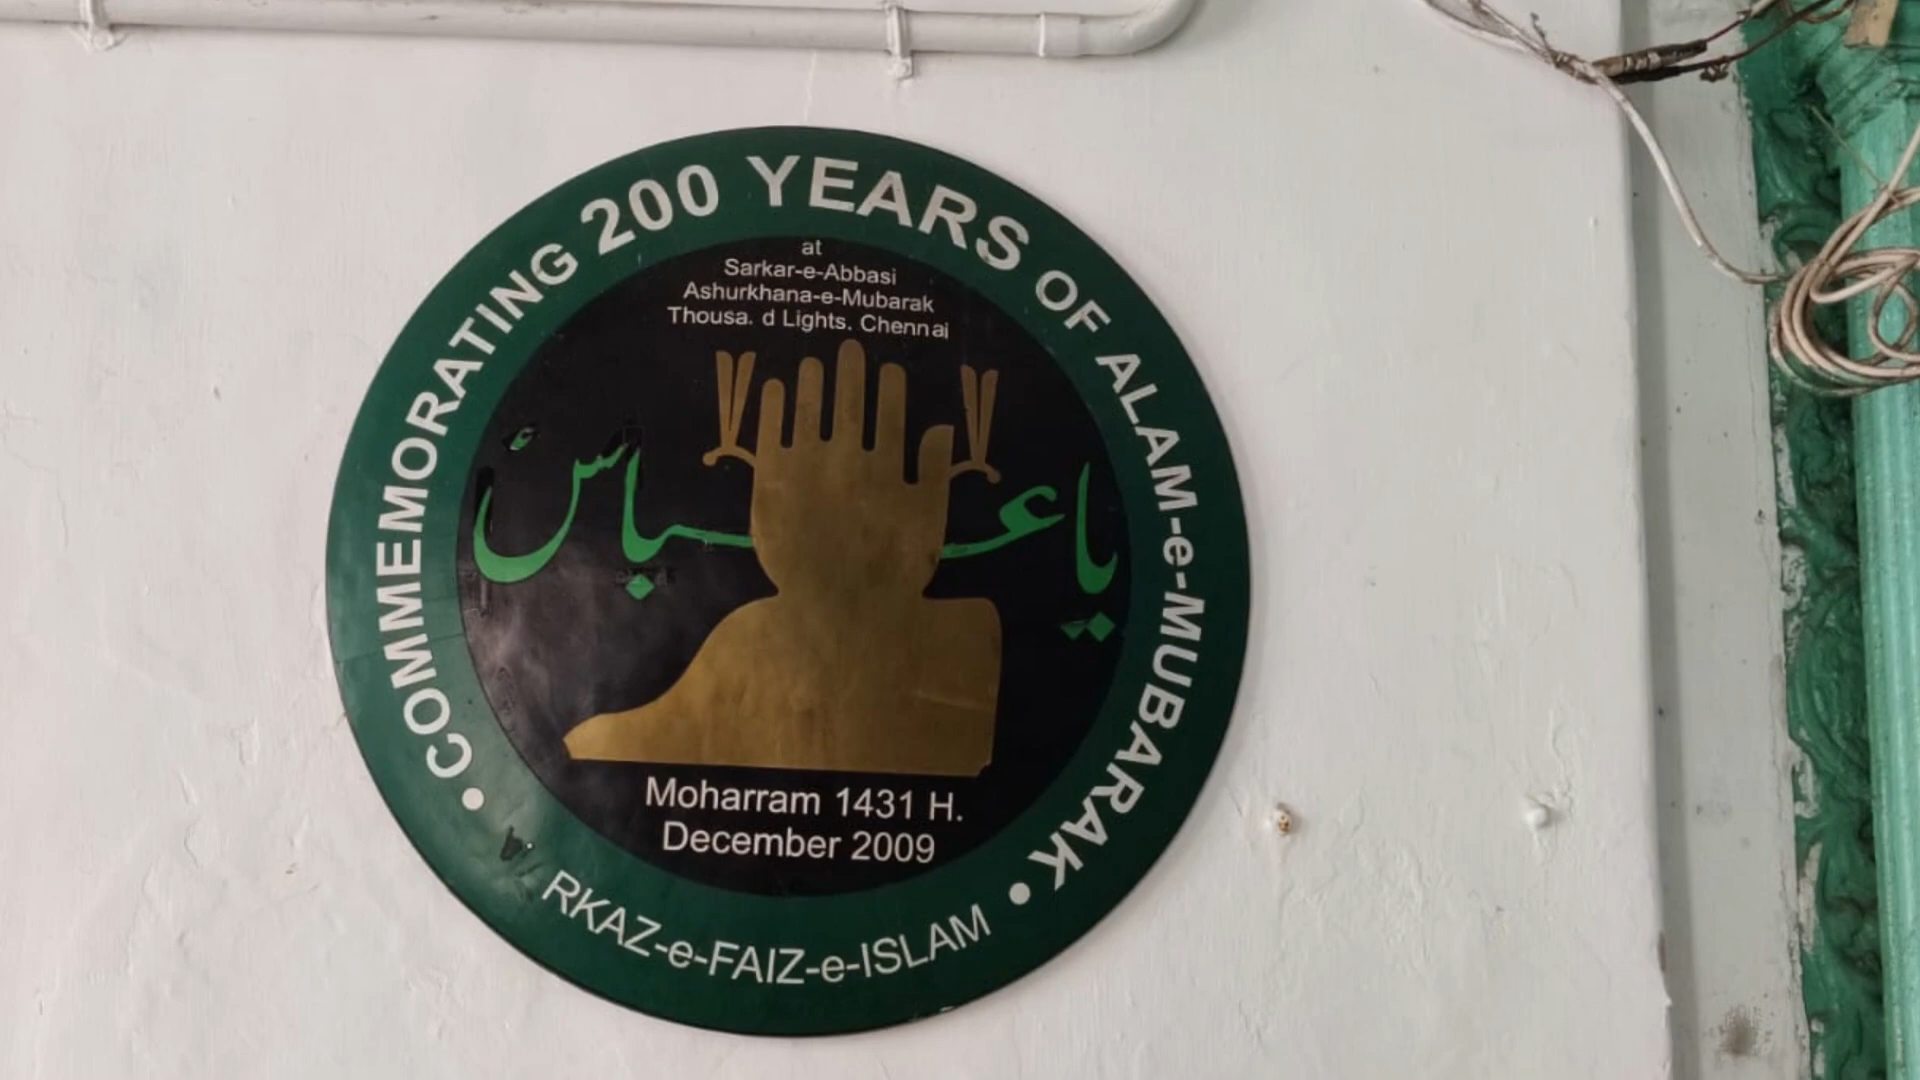 COMMEMORATING 200 YEARS OF ALAM-e-MUBARAK
at
Sarkar-e-Abbasi
Ashurkhana-e-Mubarak
Thousa. d Lights. Chennai
یا عباسؑ
Moharram 1431 H.
December 2009
RKAZ-e-FAIZ-e-ISLAM